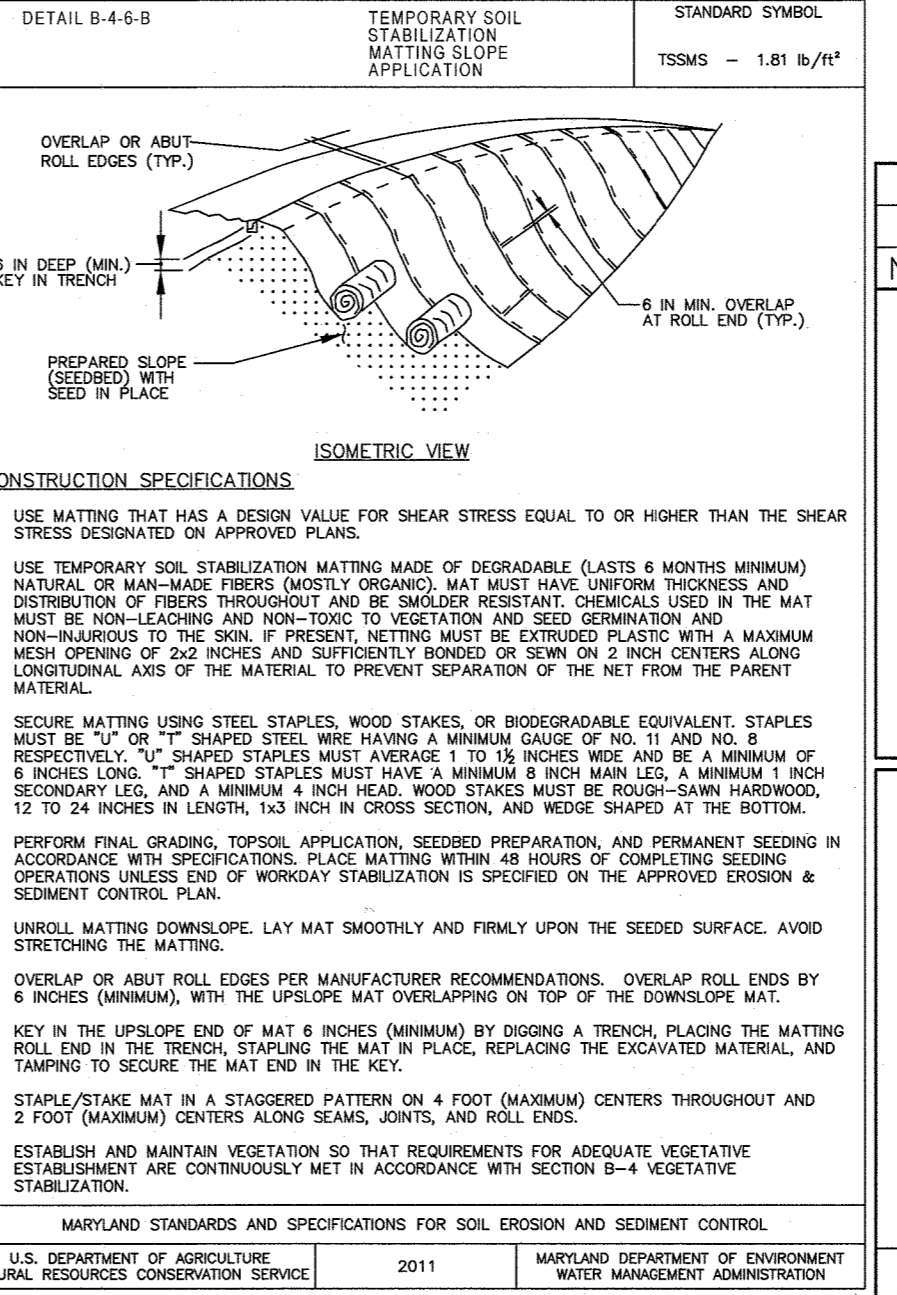 DETAIL B-4-6-B
TEMPORARY SOIL
STABILIZATION
MATTING SLOPE
APPLICATION
STANDARD SYMBOL
TSSMS – 1.81 lb/ft²
OVERLAP OR ABUT
ROLL EDGES (TYP.)
6 IN DEEP (MIN.)
KEY IN TRENCH
6 IN MIN. OVERLAP
AT ROLL END (TYP.)
PREPARED SLOPE
(SEEDBED) WITH
SEED IN PLACE
ISOMETRIC VIEW
ONSTRUCTION SPECIFICATIONS
USE MATTING THAT HAS A DESIGN VALUE FOR SHEAR STRESS EQUAL TO OR HIGHER THAN THE SHEAR
STRESS DESIGNATED ON APPROVED PLANS.
USE TEMPORARY SOIL STABILIZATION MATTING MADE OF DEGRADABLE (LASTS 6 MONTHS MINIMUM)
NATURAL OR MAN-MADE FIBERS (MOSTLY ORGANIC). MAT MUST HAVE UNIFORM THICKNESS AND
DISTRIBUTION OF FIBERS THROUGHOUT AND BE SMOLDER RESISTANT. CHEMICALS USED IN THE MAT
MUST BE NON-LEACHING AND NON-TOXIC TO VEGETATION AND SEED GERMINATION AND
NON-INJURIOUS TO THE SKIN. IF PRESENT, NETTING MUST BE EXTRUDED PLASTIC WITH A MAXIMUM
MESH OPENING OF 2x2 INCHES AND SUFFICIENTLY BONDED OR SEWN ON 2 INCH CENTERS ALONG
LONGITUDINAL AXIS OF THE MATERIAL TO PREVENT SEPARATION OF THE NET FROM THE PARENT
MATERIAL.
SECURE MATTING USING STEEL STAPLES, WOOD STAKES, OR BIODEGRADABLE EQUIVALENT. STAPLES
MUST BE "U" OR "T" SHAPED STEEL WIRE HAVING A MINIMUM GAUGE OF NO. 11 AND NO. 8
RESPECTIVELY. "U" SHAPED STAPLES MUST AVERAGE 1 TO 1½ INCHES WIDE AND BE A MINIMUM OF
6 INCHES LONG. "T" SHAPED STAPLES MUST HAVE A MINIMUM 8 INCH MAIN LEG, A MINIMUM 1 INCH
SECONDARY LEG, AND A MINIMUM 4 INCH HEAD. WOOD STAKES MUST BE ROUGH-SAWN HARDWOOD,
12 TO 24 INCHES IN LENGTH, 1x3 INCH IN CROSS SECTION, AND WEDGE SHAPED AT THE BOTTOM.
PERFORM FINAL GRADING, TOPSOIL APPLICATION, SEEDBED PREPARATION, AND PERMANENT SEEDING IN
ACCORDANCE WITH SPECIFICATIONS. PLACE MATTING WITHIN 48 HOURS OF COMPLETING SEEDING
OPERATIONS UNLESS END OF WORKDAY STABILIZATION IS SPECIFIED ON THE APPROVED EROSION &
SEDIMENT CONTROL PLAN.
UNROLL MATTING DOWNSLOPE. LAY MAT SMOOTHLY AND FIRMLY UPON THE SEEDED SURFACE. AVOID
STRETCHING THE MATTING.
OVERLAP OR ABUT ROLL EDGES PER MANUFACTURER RECOMMENDATIONS. OVERLAP ROLL ENDS BY
6 INCHES (MINIMUM), WITH THE UPSLOPE MAT OVERLAPPING ON TOP OF THE DOWNSLOPE MAT.
KEY IN THE UPSLOPE END OF MAT 6 INCHES (MINIMUM) BY DIGGING A TRENCH, PLACING THE MATTING
ROLL END IN THE TRENCH, STAPLING THE MAT IN PLACE, REPLACING THE EXCAVATED MATERIAL, AND
TAMPING TO SECURE THE MAT END IN THE KEY.
STAPLE/STAKE MAT IN A STAGGERED PATTERN ON 4 FOOT (MAXIMUM) CENTERS THROUGHOUT AND
2 FOOT (MAXIMUM) CENTERS ALONG SEAMS, JOINTS, AND ROLL ENDS.
ESTABLISH AND MAINTAIN VEGETATION SO THAT REQUIREMENTS FOR ADEQUATE VEGETATIVE
ESTABLISHMENT ARE CONTINUOUSLY MET IN ACCORDANCE WITH SECTION B-4 VEGETATIVE
STABILIZATION.
MARYLAND STANDARDS AND SPECIFICATIONS FOR SOIL EROSION AND SEDIMENT CONTROL
U.S. DEPARTMENT OF AGRICULTURE
URAL RESOURCES CONSERVATION SERVICE
2011
MARYLAND DEPARTMENT OF ENVIRONMENT
WATER MANAGEMENT ADMINISTRATION